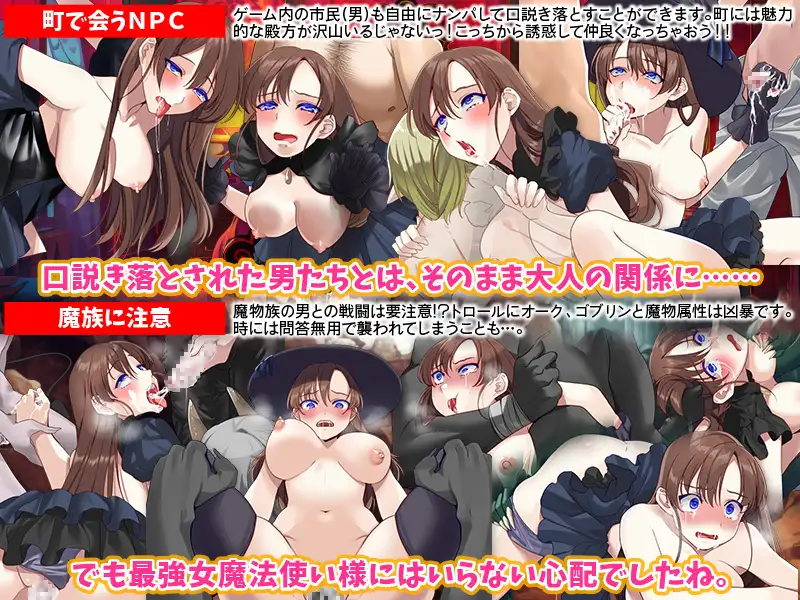 町で会うNPC
ゲーム内の市民(男)も自由にナンパして口説き落とすことができます。町には魅力
的な殿方が沢山いるじゃないっ！こっちから誘惑して仲良くなっちゃおう！！
口説き落とされた男たちとは、そのまま大人の関係に……
魔族に注意
魔物族の男との戦闘は要注意!？トロールにオーク、ゴブリンと魔物属性は凶暴です。
時には問答無用で襲われてしまうことも…。
でも最強女魔法使い様にはいらない心配でしたね。